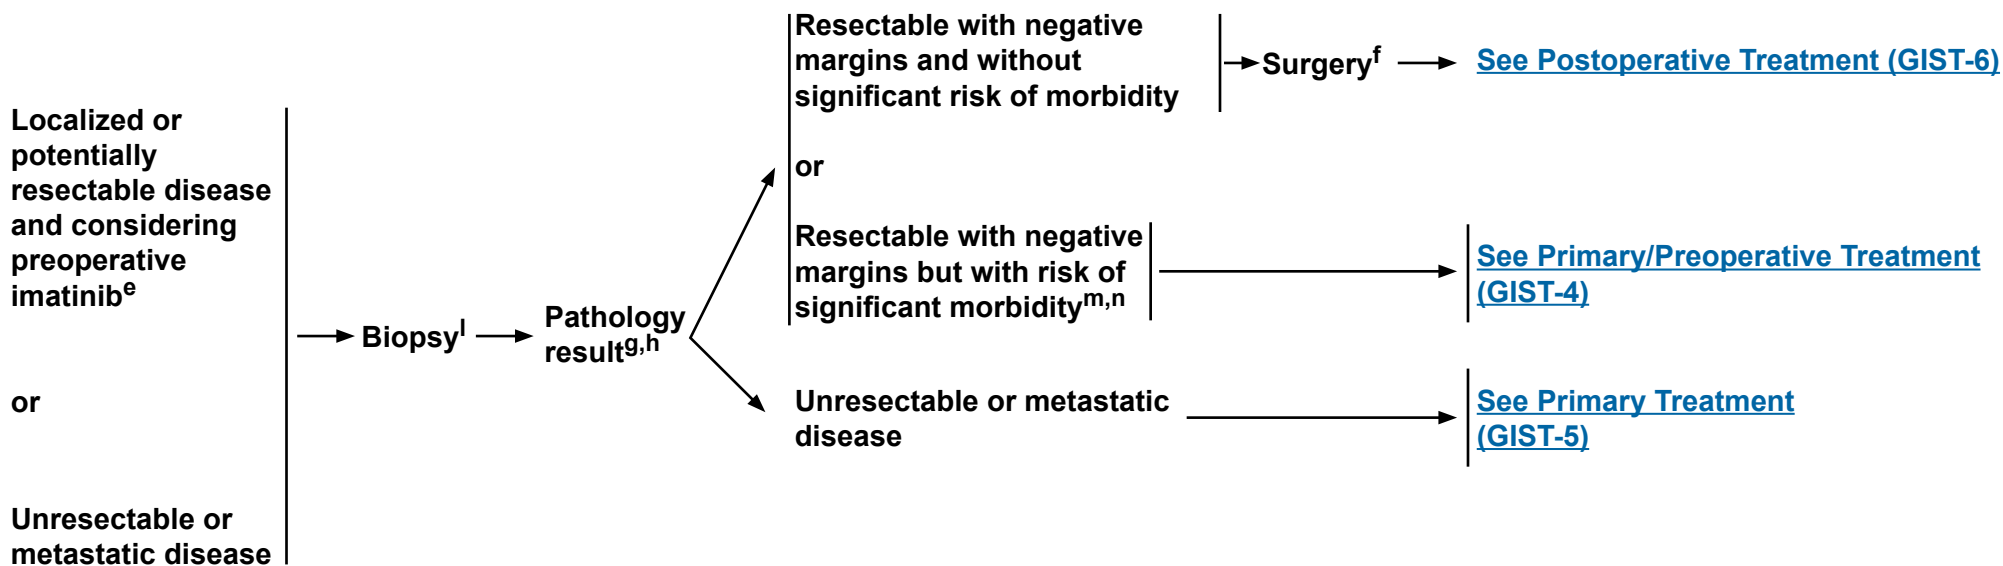 Localized or
potentially
resectable disease
and considering
preoperative
imatinibᵉ
or
Unresectable or
metastatic disease
Biopsyˡ
Pathology
resultᵍ,ʰ
Resectable with negative
margins and without
significant risk of morbidity
or
Resectable with negative
margins but with risk of
significant morbidityᵐ,ⁿ
Unresectable or metastatic
disease
Surgeryᶠ
See Postoperative Treatment (GIST-6)
See Primary/Preoperative Treatment
(GIST-4)
See Primary Treatment
(GIST-5)